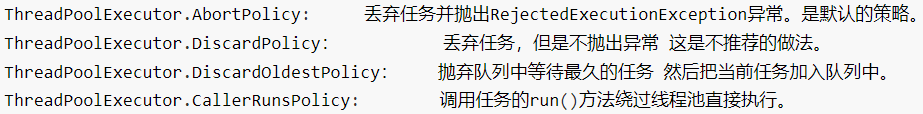 ThreadPoolExecutor.AbortPolicy: 丢弃任务并抛出RejectedExecutionException异常。是默认的策略。
ThreadPoolExecutor.DiscardPolicy: 丢弃任务，但是不抛出异常 这是不推荐的做法。
ThreadPoolExecutor.DiscardOldestPolicy: 抛弃队列中等待最久的任务 然后把当前任务加入队列中。
ThreadPoolExecutor.CallerRunsPolicy: 调用任务的run()方法绕过线程池直接执行。